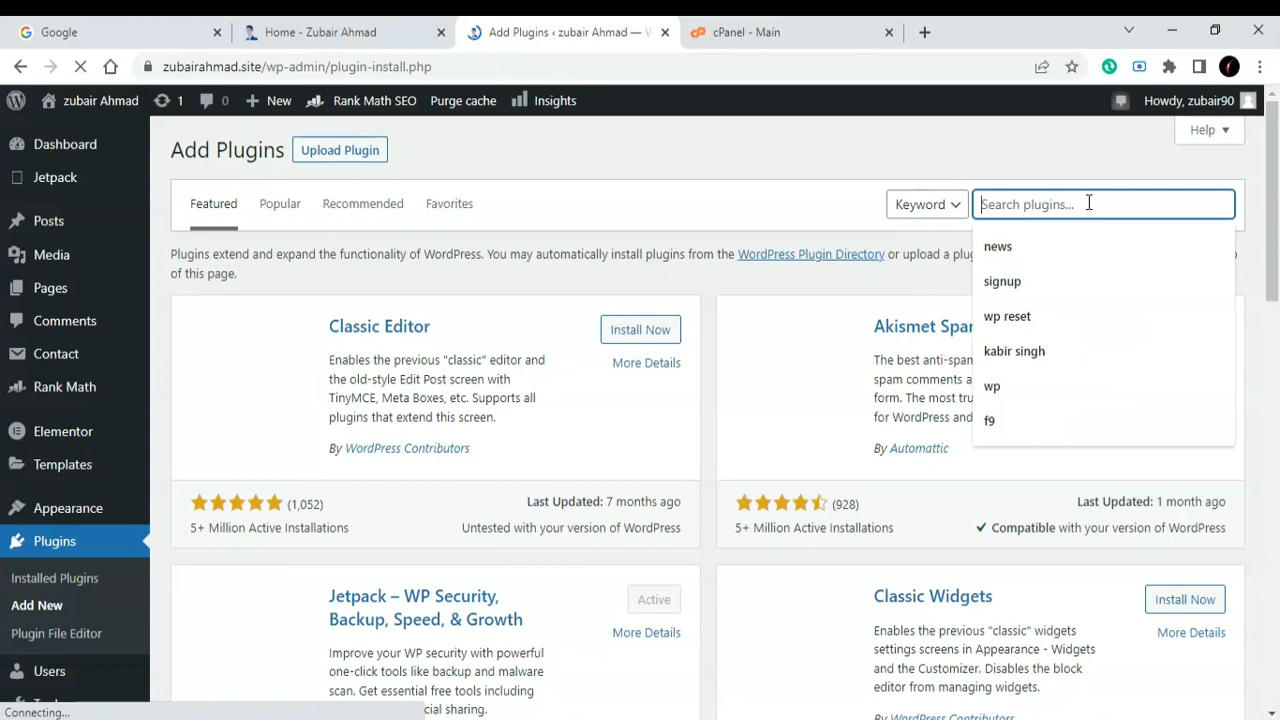 Google
Home - Zubair Ahmad
Add Plugins ‹ zubair Ahmad —
cPanel - Main
zubairahmad.site/wp-admin/plugin-install.php
zubair Ahmad
1
0
New
Rank Math SEO
Purge cache
Insights
Howdy, zubair90
Help
Dashboard
Jetpack
Posts
Media
Pages
Comments
Contact
Rank Math
Elementor
Templates
Appearance
Plugins
Installed Plugins
Add New
Plugin File Editor
Users
Connecting...
Add Plugins
Upload Plugin
Featured
Popular
Recommended
Favorites
Keyword
Search plugins...
news
signup
wp reset
kabir singh
wp
f9
Plugins extend and expand the functionality of WordPress. You may automatically install plugins from the WordPress Plugin Directory or upload a
of this page.
Classic Editor
Install Now
More Details
Enables the previous "classic" editor and
the old-style Edit Post screen with
TinyMCE, Meta Boxes, etc. Supports all
plugins that extend this screen.
By WordPress Contributors
(1,052)
5+ Million Active Installations
Last Updated: 7 months ago
Untested with your version of WordPress
Akismet
The best
spam comments
form. The most
for WordPress and
By Automattic
(928)
5+ Million Active Installations
Last Updated: 1 month ago
Compatible with your version of WordPress
Jetpack – WP Security,
Backup, Speed, & Growth
Active
More Details
Improve your WP security with powerful
one-click tools like backup and malware
scan. Get essential free tools including
sharing.
Classic Widgets
Install Now
More Details
Enables the previous "classic" widgets
settings screens in Appearance - Widgets
and the Customizer. Disables the block
editor from managing widgets.
By WordPress Contributors